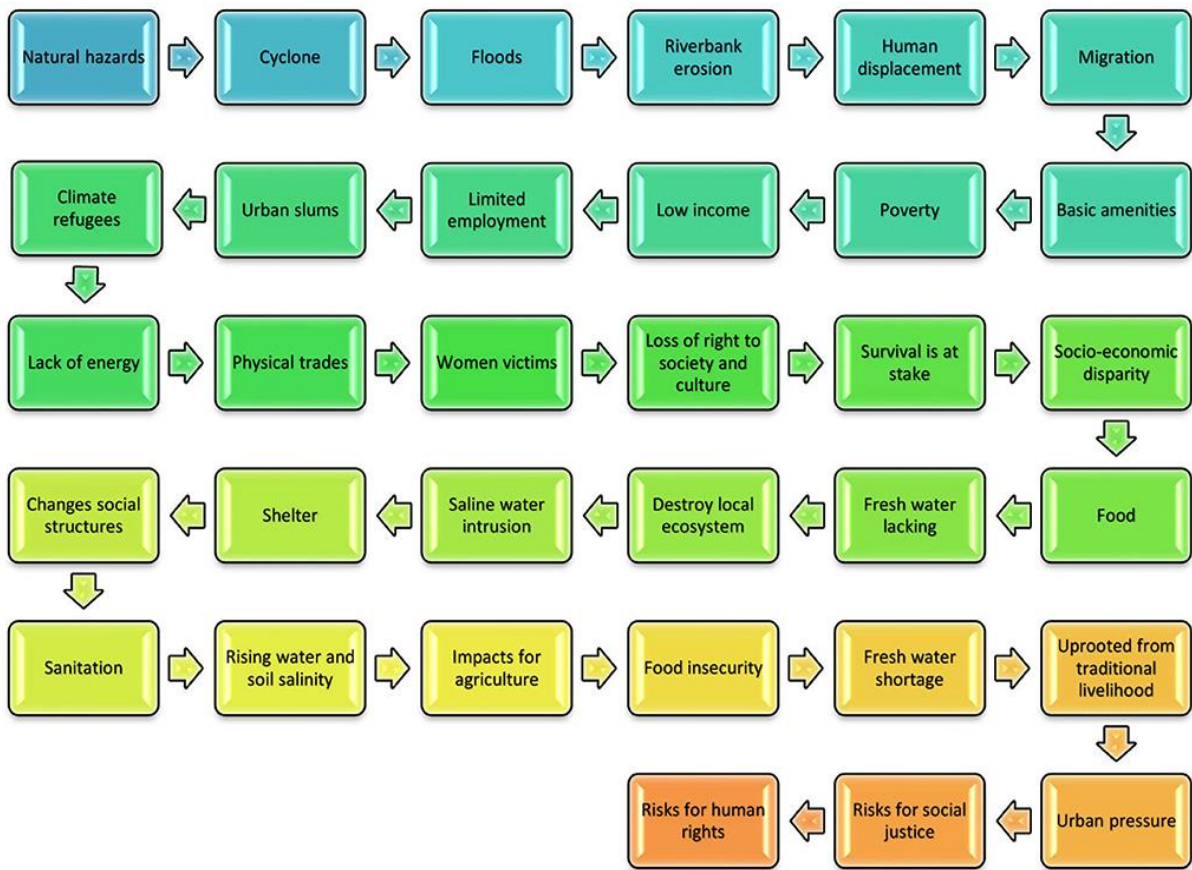 Natural hazards
Cyclone
Floods
Riverbank
erosion
Human
displacement
Migration
Basic amenities
Poverty
Low income
Limited
employment
Urban slums
Climate
refugees
Lack of energy
Physical trades
Women victims
Loss of right to
society and
culture
Survival is at
stake
Socio-economic
disparity
Food
Fresh water
lacking
Destroy local
ecosystem
Saline water
intrusion
Shelter
Changes social
structures
Sanitation
Rising water and
soil salinity
Impacts for
agriculture
Food insecurity
Fresh water
shortage
Uprooted from
traditional
livelihood
Urban pressure
Risks for social
justice
Risks for human
rights